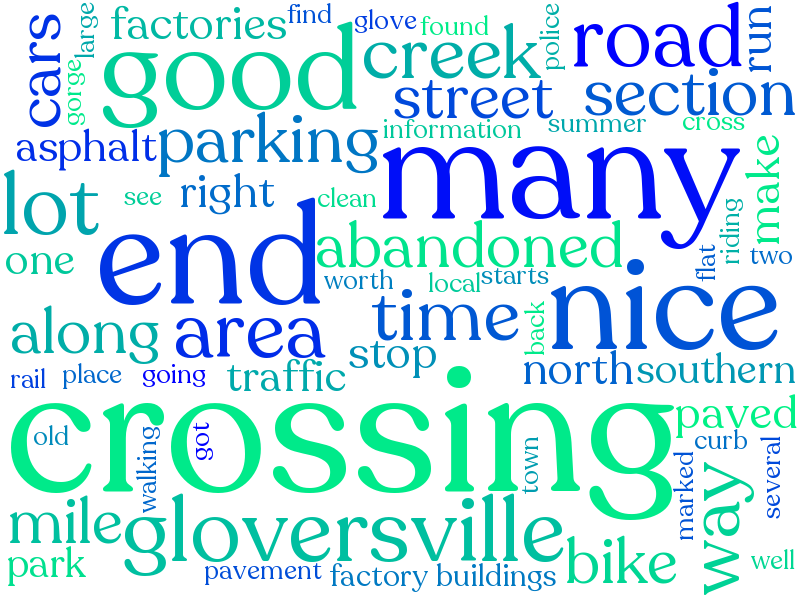 cars
large
factories
find
glove
found
police
road
run
gorge
good
creek
street
section
asphalt
parking
information
summer
cross
many
make
lot
see
right
clean
end
abandoned
riding
flat
two
one
worth
local
starts
nice
along
area
time
back
stop
north
southern
rail
place
going
traffic
crossing
paved
old
got
walking
town
curb
marked
several
way
mile
gloversville
bike
well
park
pavement
factory buildings